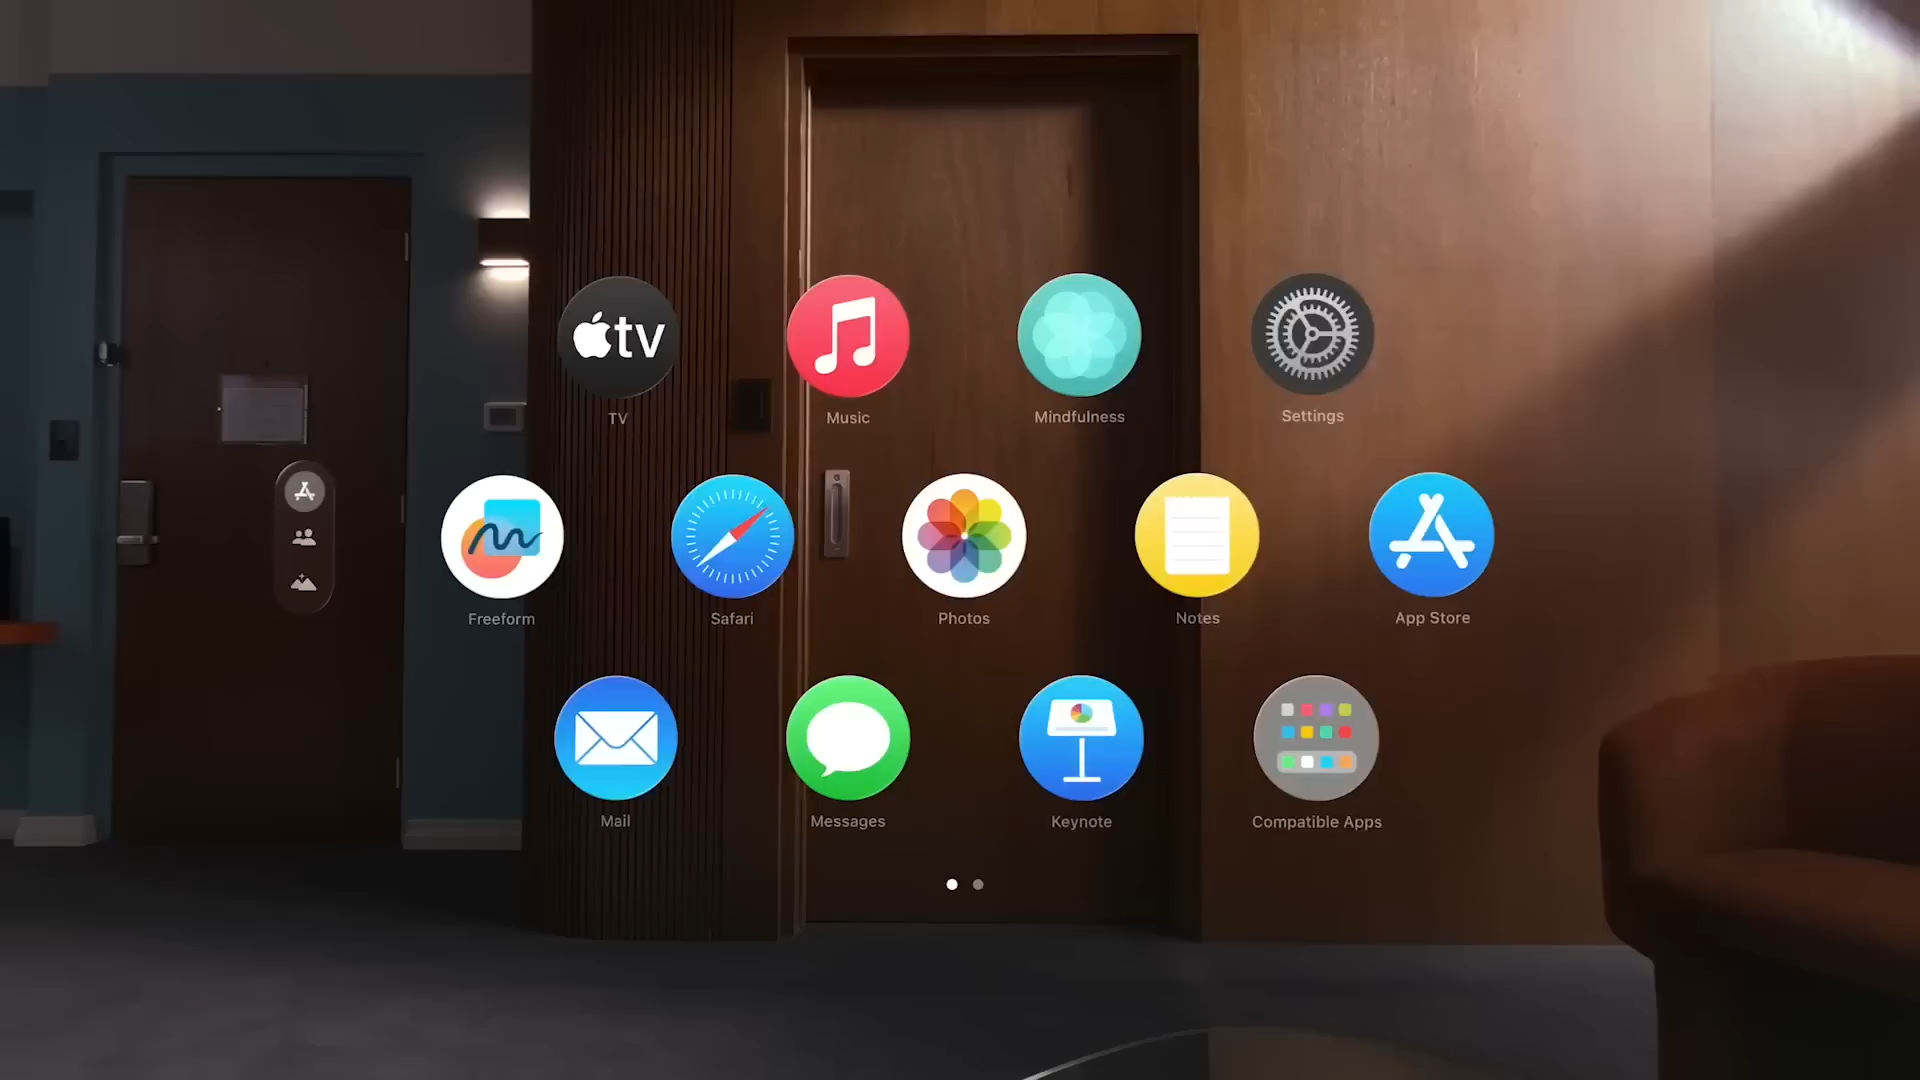 tv
TV
Music
Mindfulness
Settings
Freeform
Safari
Photos
Notes
App Store
Mail
Messages
Keynote
Compatible Apps